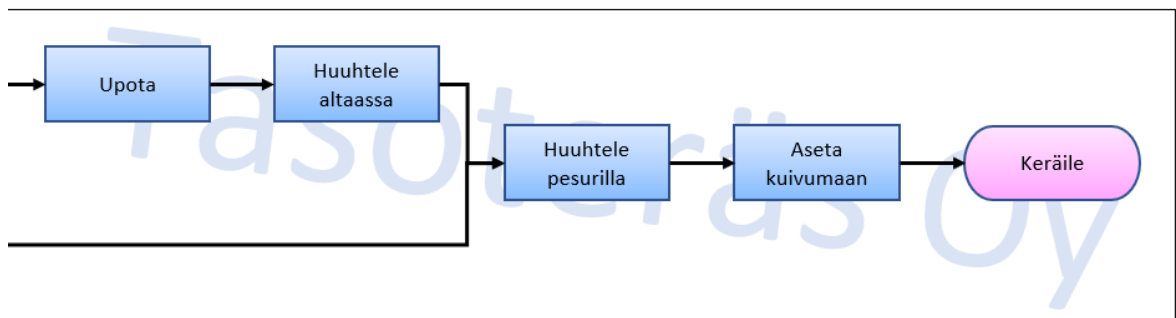 Upota
Huuhtele
altaassa
Huuhtele
pesurilla
Aseta
kuivumaan
Keräile
Tasoteräs Oy